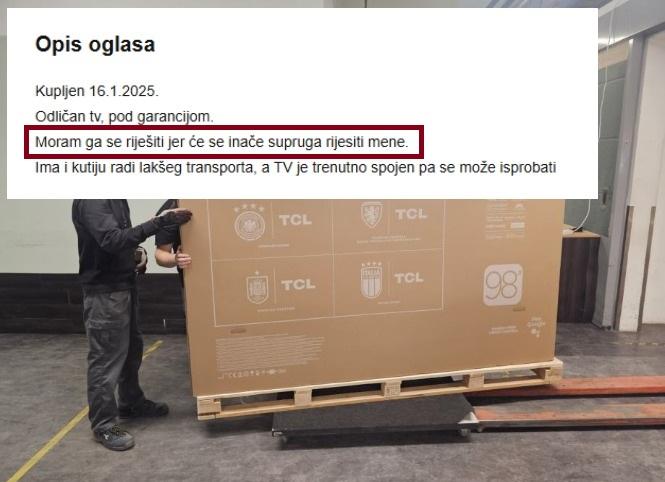 Opis oglasa
Kupljen 16.1.2025.
Odličan tv, pod garancijom.
Moram ga se riješiti jer će se inače supruga rijesiti mene.
Ima i kutiju radi lakšeg transporta, a TV je trenutno spojen pa se može isprobati
TCL
TCL
TCL
ITALIA
TCL
98"